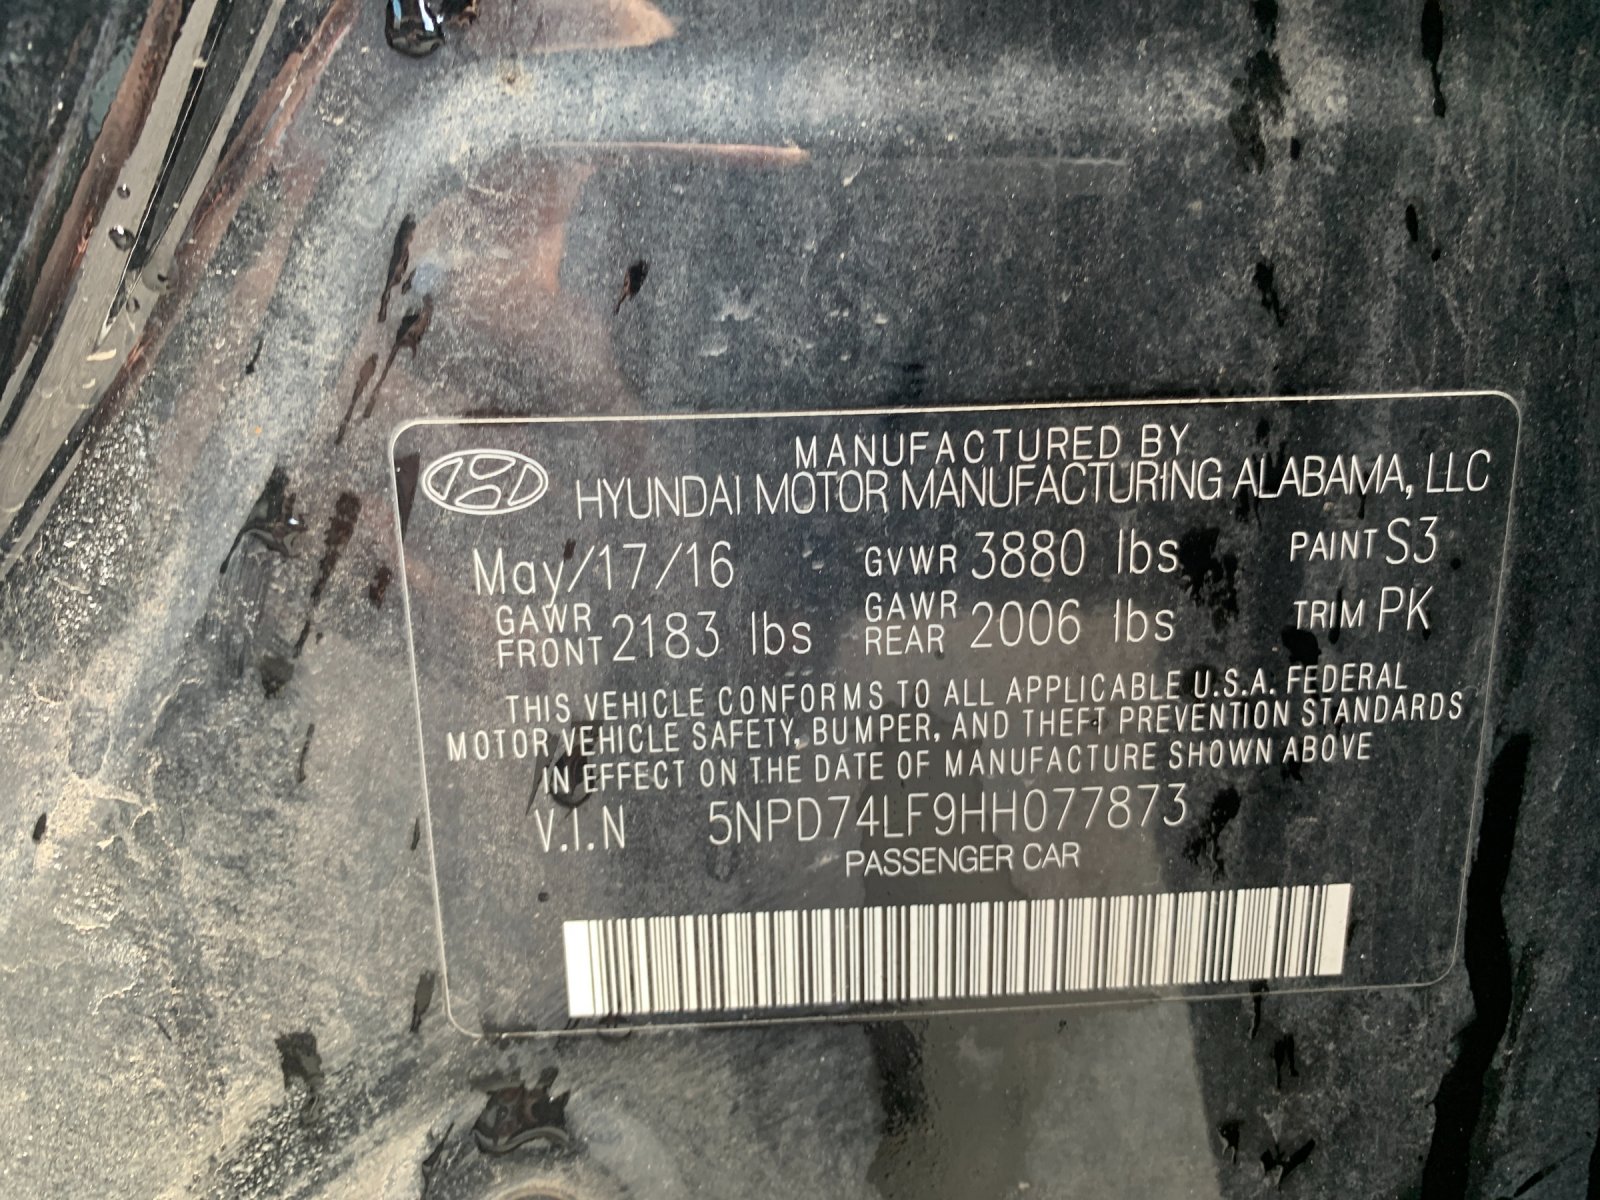 MANUFACTURED BY
HYUNDAI MOTOR MANUFACTURING ALABAMA, LLC
May/17/16 GVWR 3880 lbs PAINT S3
GAWR FRONT 2183 lbs GAWR REAR 2006 lbs TRIM PK
THIS VEHICLE CONFORMS TO ALL APPLICABLE U.S.A. FEDERAL
MOTOR VEHICLE SAFETY, BUMPER, AND THEFT PREVENTION STANDARDS
IN EFFECT ON THE DATE OF MANUFACTURE SHOWN ABOVE
V.I.N 5NPD74LF9HH077873
PASSENGER CAR